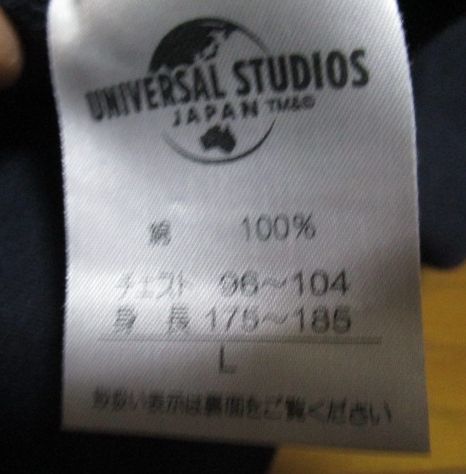 UNIVERSAL STUDIOS
JAPAN TM&©
綿 100%
チェスト 96〜104
身 長 175〜185
L
取扱い表示は裏面をご覧ください